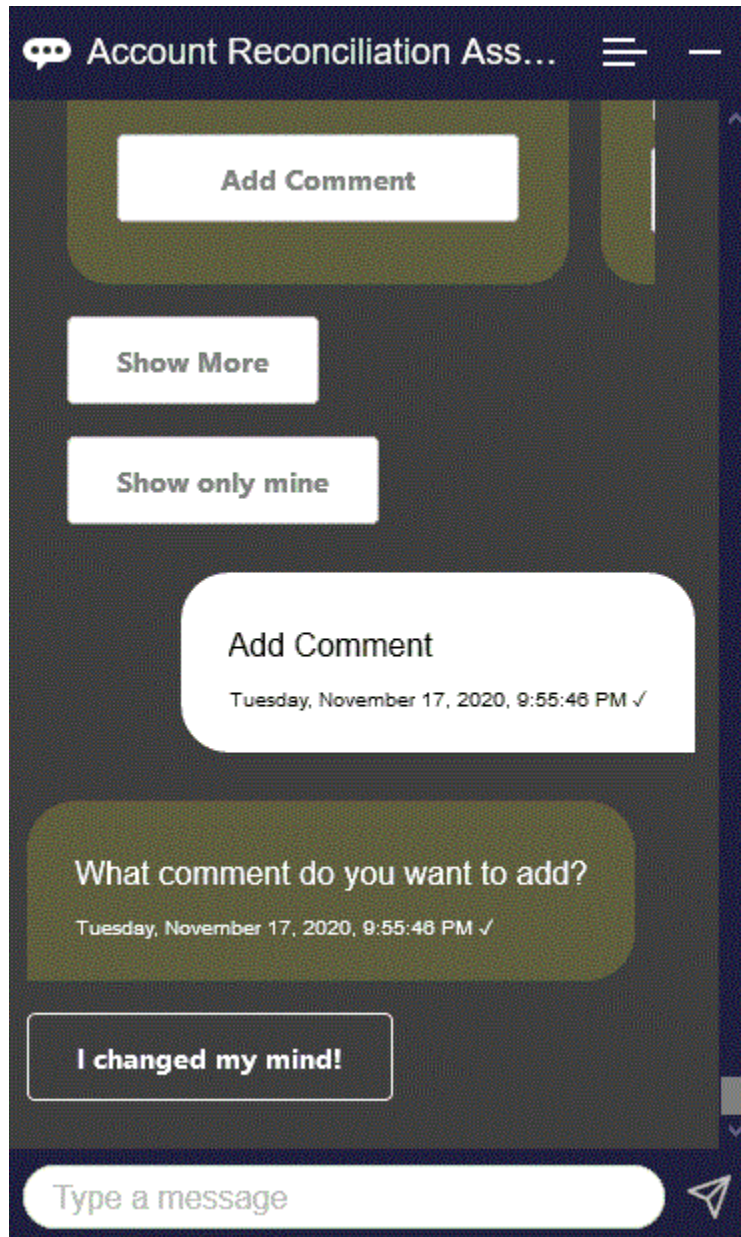 Account Reconciliation Ass...
Add Comment
Show More
Show only mine
Add Comment
Tuesday, November 17, 2020, 9:55:46 PM ✓
What comment do you want to add?
Tuesday, November 17, 2020, 9:55:46 PM ✓
I changed my mind!
Type a message